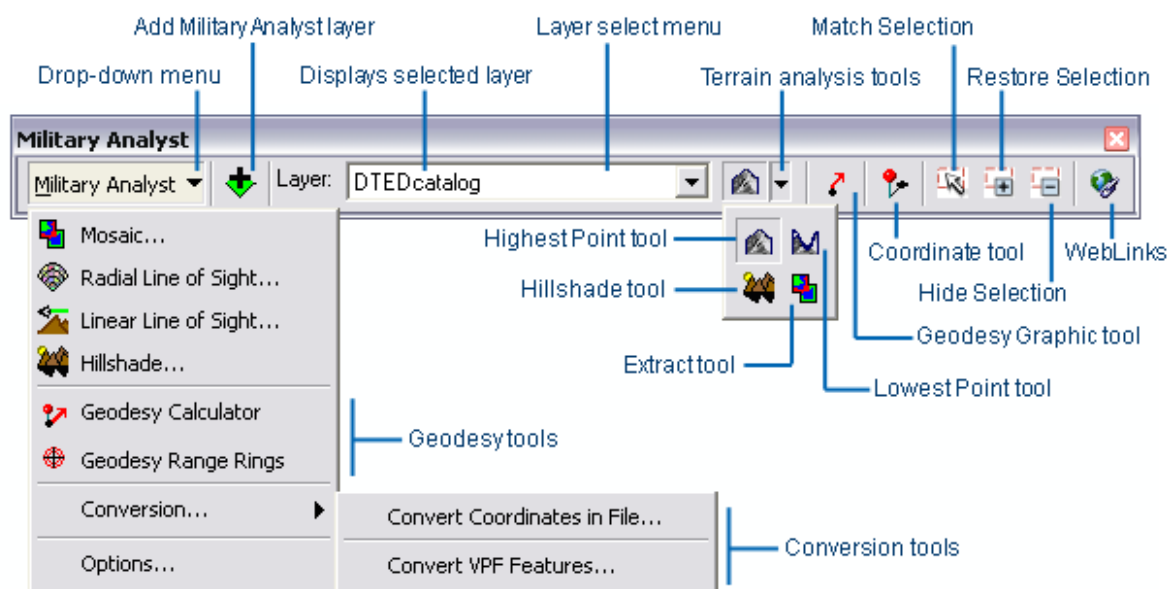 Add Military Analyst layer
Layer select menu
Match Selection
Drop-down menu
Displays selected layer
Terrain analysis tools
Restore Selection
Military Analyst
Military Analyst
Layer:
DTEDcatalog
Mosaic...
Radial Line of Sight...
Linear Line of Sight...
Hillshade...
Geodesy Calculator
Geodesy Range Rings
Conversion...
Options...
Highest Point tool
Hillshade tool
Extract tool
Coordinate tool
WebLinks
Hide Selection
Geodesy Graphic tool
Lowest Point tool
Geodesy tools
Convert Coordinates in File...
Convert VPF Features...
Conversion tools